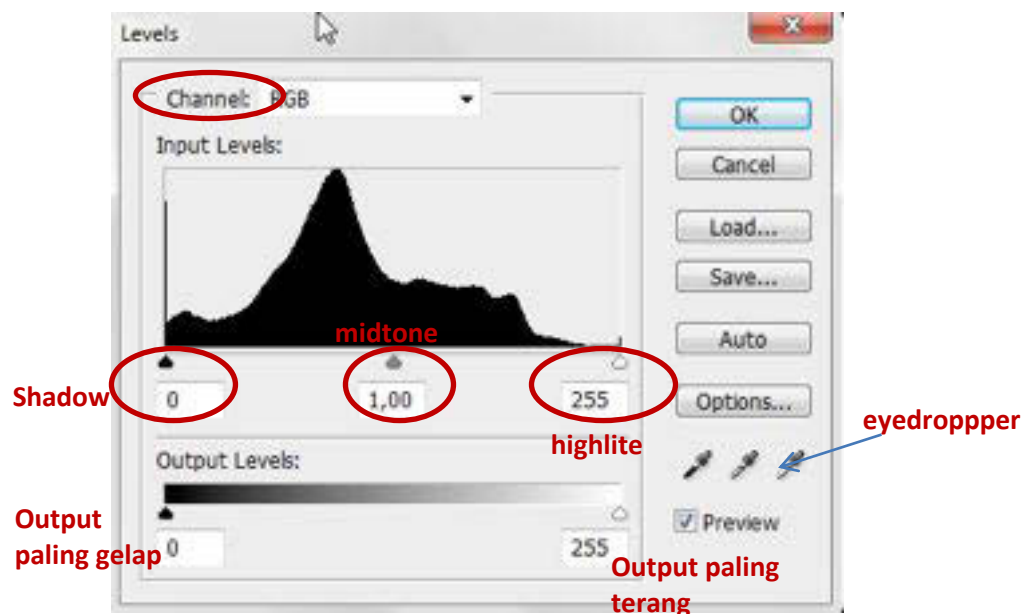 Levels
Channel: RGB
OK
Input Levels:
Cancel
Load...
Save...
midtone
Auto
Shadow
0
1,00
255
Options...
highlite
eyedroppper
Output Levels:
Output
paling gelap
Preview
0
255
Output paling
terang